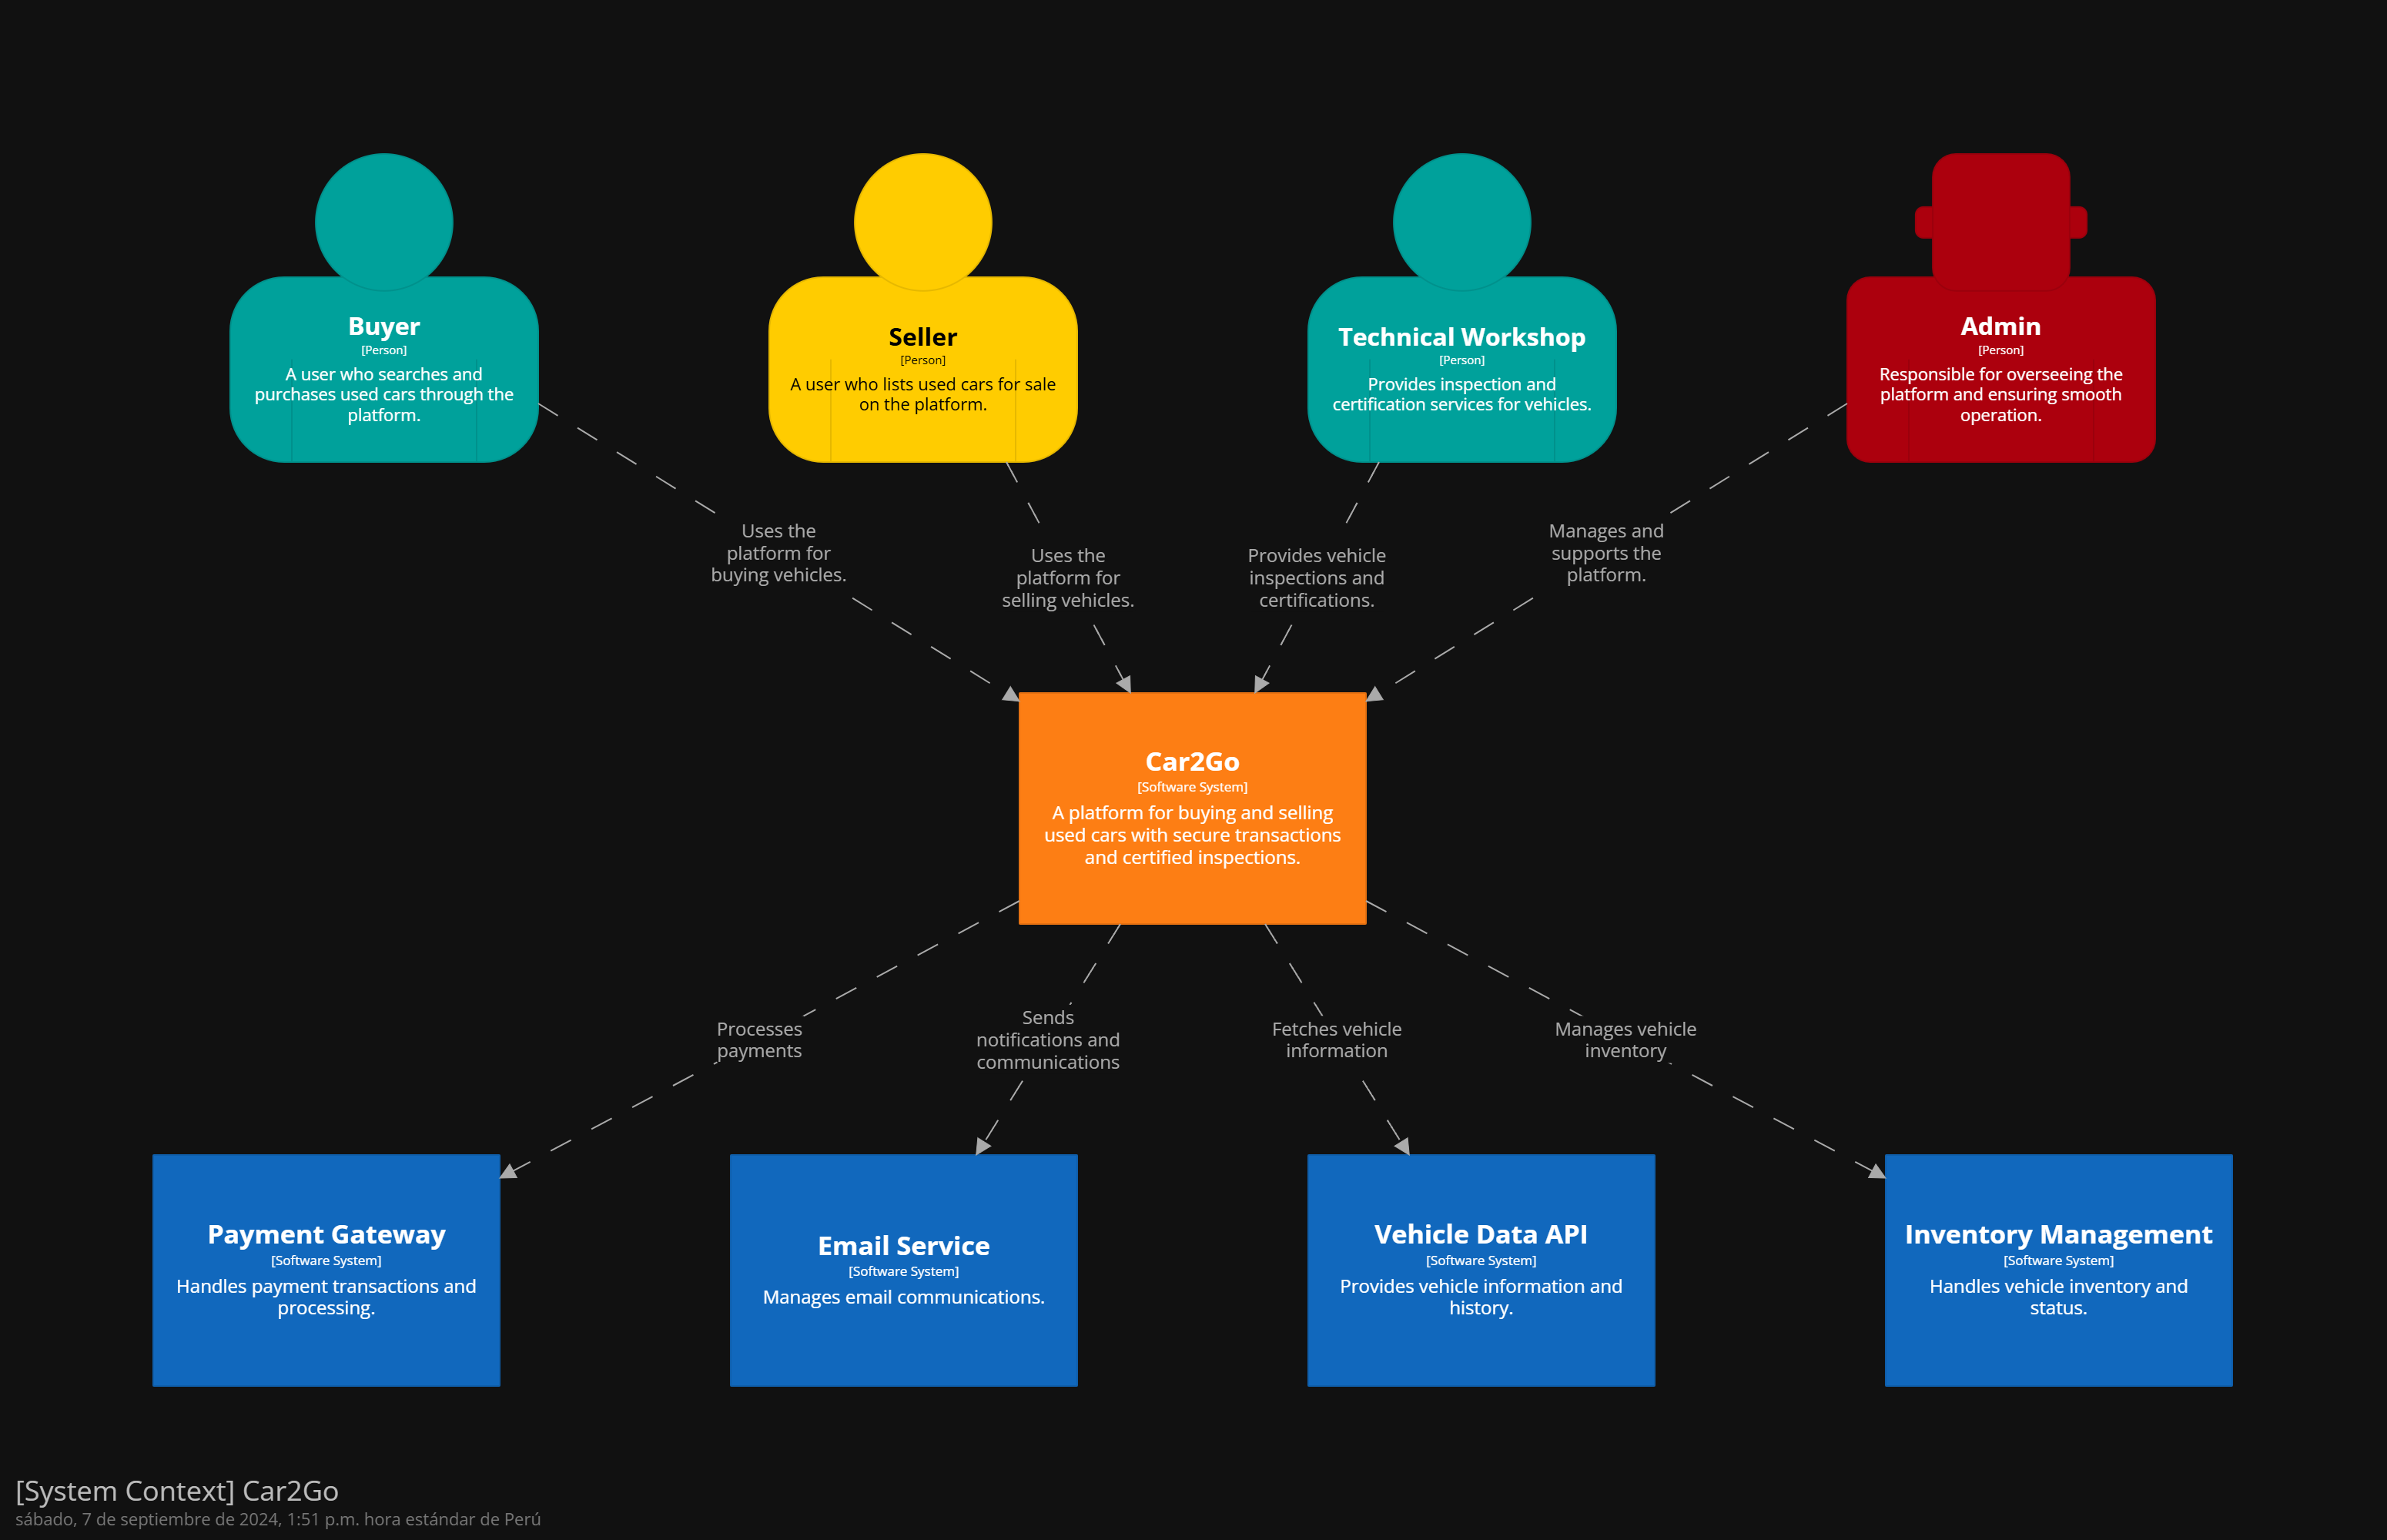 Buyer
[Person]
A user who searches and
purchases used cars through the
platform.
Seller
[Person]
A user who lists used cars for sale
on the platform.
Technical Workshop
[Person]
Provides inspection and
certification services for vehicles.
Admin
[Person]
Responsible for overseeing the
platform and ensuring smooth
operation.
Uses the
platform for
buying vehicles.
Uses the
platform for
selling vehicles.
Provides vehicle
inspections and
certifications.
Manages and
supports the
platform.
Car2Go
[Software System]
A platform for buying and selling
used cars with secure transactions
and certified inspections.
Processes
payments
Sends
notifications and
communications
Fetches vehicle
information
Manages vehicle
inventory
Payment Gateway
[Software System]
Handles payment transactions and
processing.
Email Service
[Software System]
Manages email communications.
Vehicle Data API
[Software System]
Provides vehicle information and
history.
Inventory Management
[Software System]
Handles vehicle inventory and
status.
[System Context] Car2Go
sábado, 7 de septiembre de 2024, 1:51 p.m. hora estándar de Perú